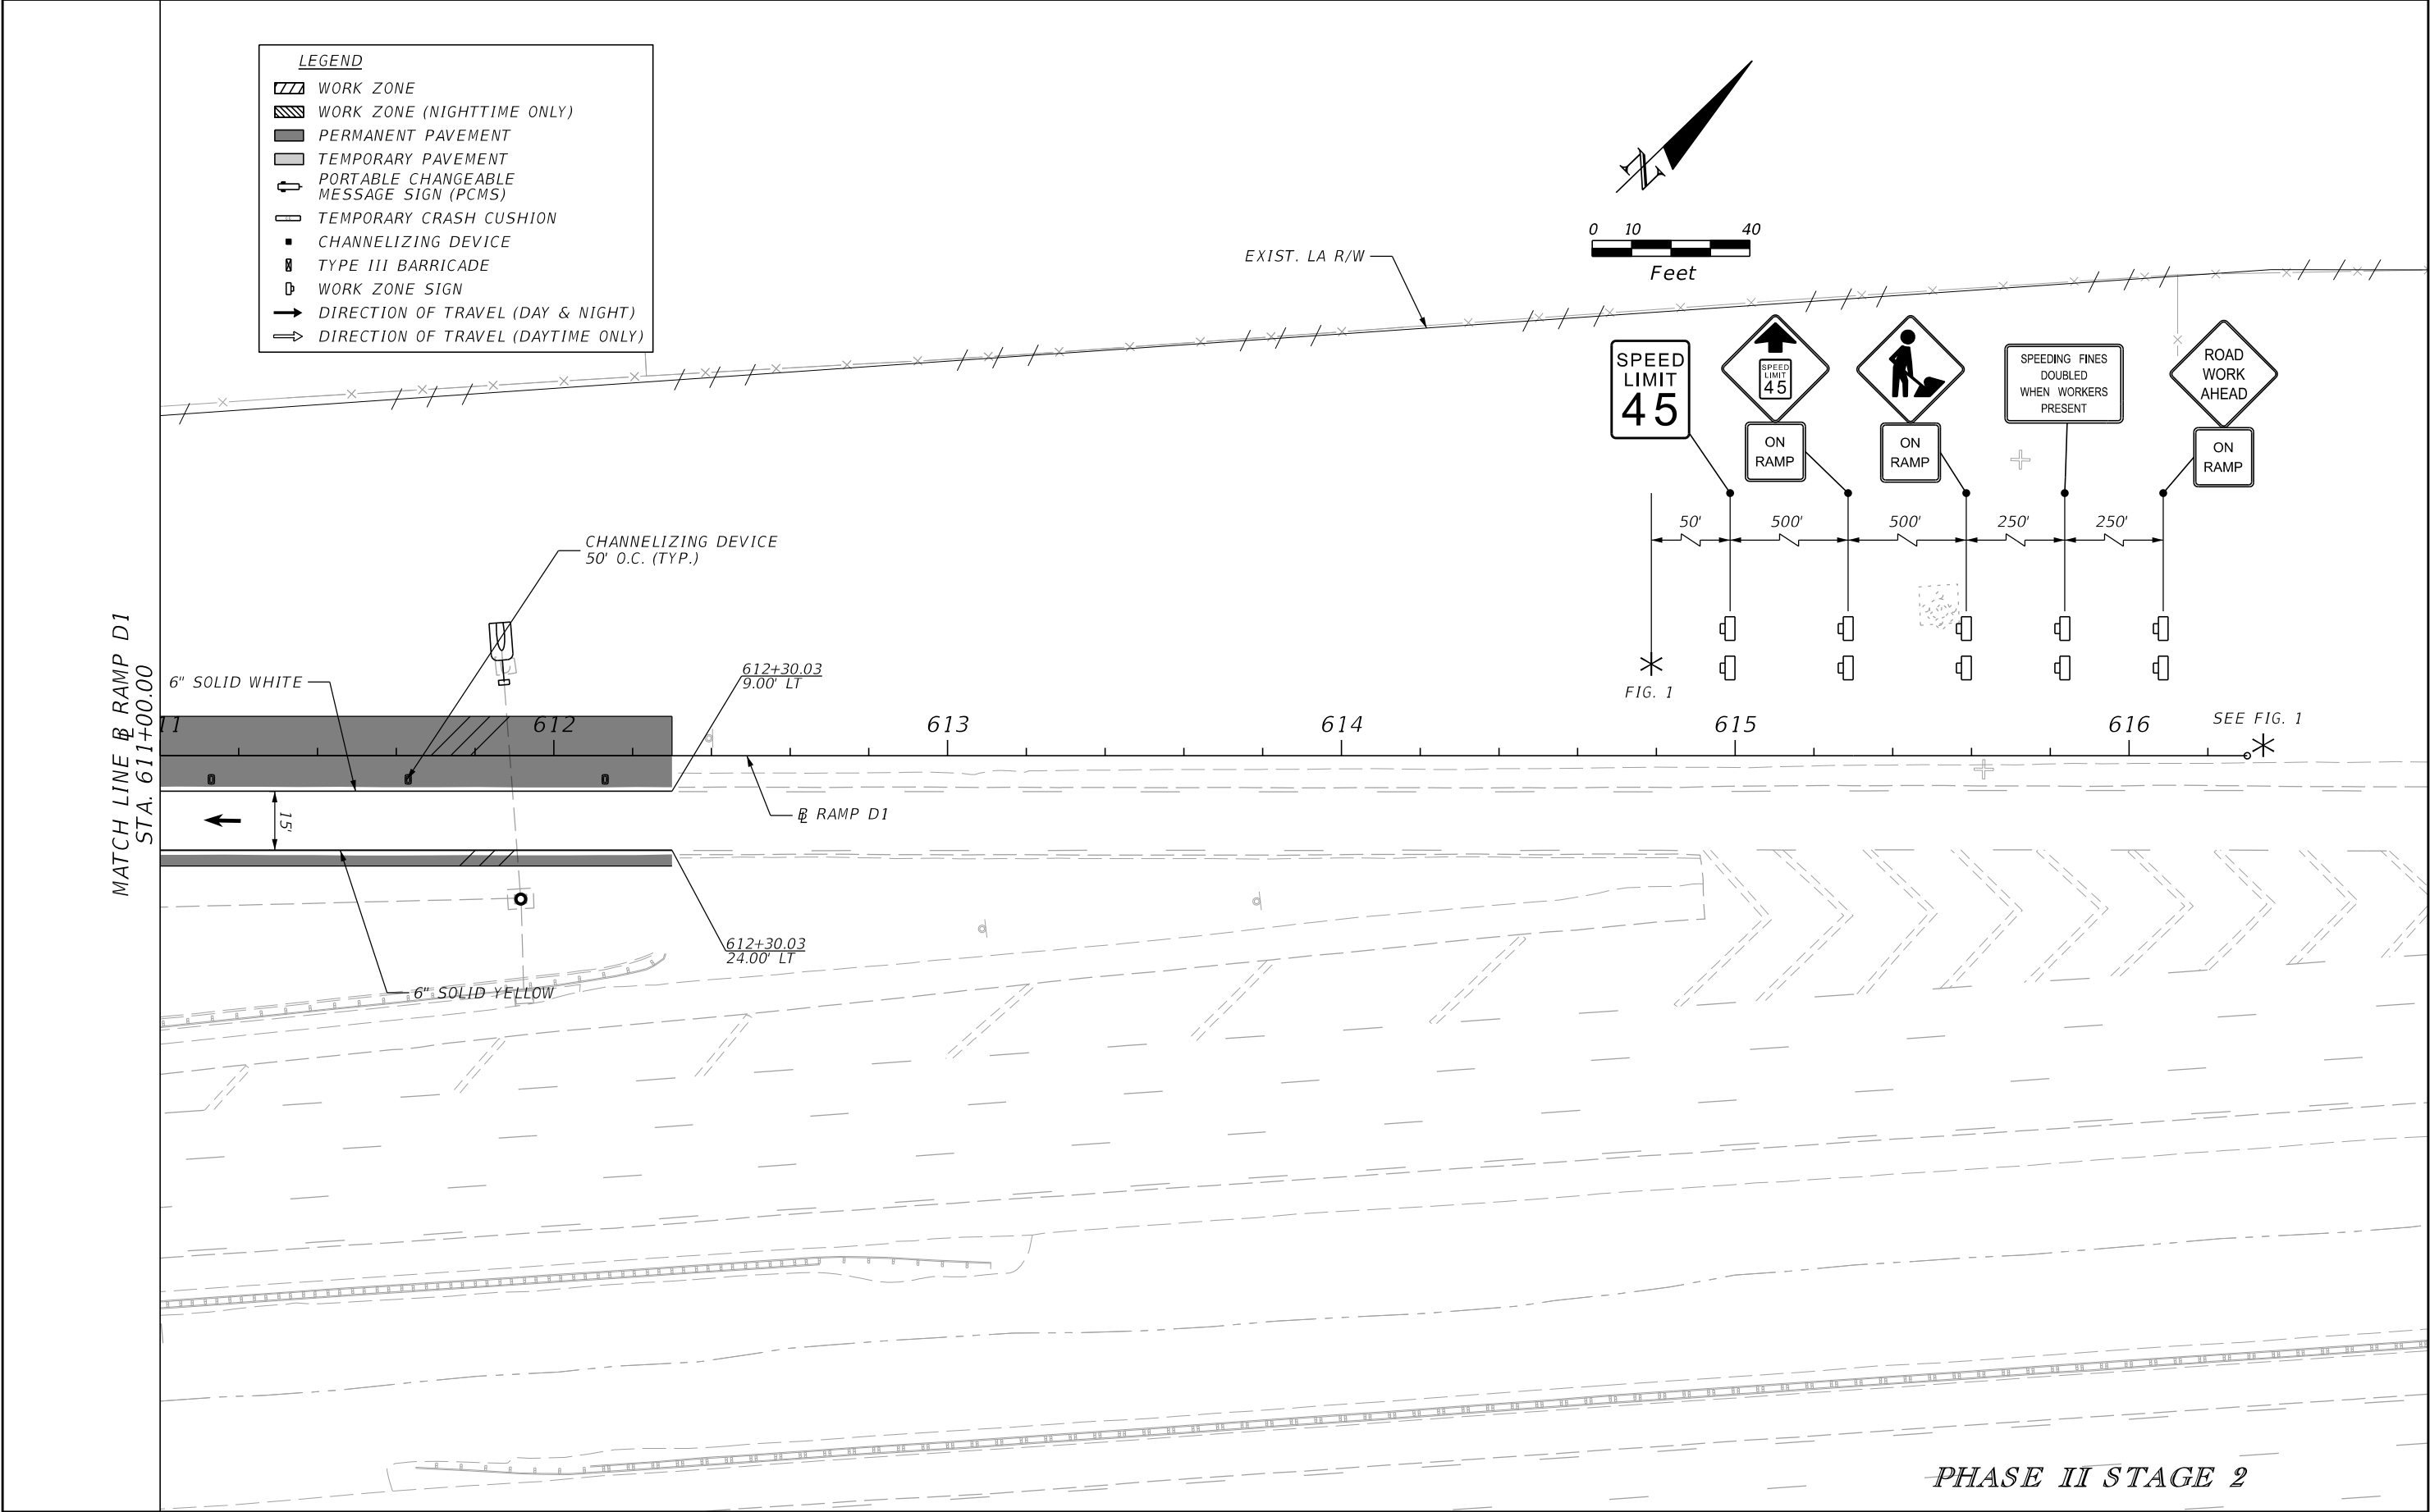 LEGEND
WORK ZONE
WORK ZONE (NIGHTTIME ONLY)
PERMANENT PAVEMENT
TEMPORARY PAVEMENT
PORTABLE CHANGEABLE
MESSAGE SIGN (PCMS)
TEMPORARY CRASH CUSHION
CHANNELIZING DEVICE
TYPE III BARRICADE
WORK ZONE SIGN
DIRECTION OF TRAVEL (DAY & NIGHT)
DIRECTION OF TRAVEL (DAYTIME ONLY)
N
0 10 40
Feet
EXIST. LA R/W
SPEED
LIMIT
45
SPEED
LIMIT
45
ON
RAMP
ON
RAMP
SPEEDING FINES
DOUBLED
WHEN WORKERS
PRESENT
ROAD
WORK
AHEAD
ON
RAMP
50' 500' 500' 250' 250'
FIG. 1
SEE FIG. 1
CHANNELIZING DEVICE
50' O.C. (TYP.)
MATCH LINE BL RAMP D1
STA. 611+00.00
6" SOLID WHITE
612+30.03
9.00' LT
11 612 613 614 615 616
15'
BL RAMP D1
612+30.03
24.00' LT
6" SOLID YELLOW
PHASE II STAGE 2